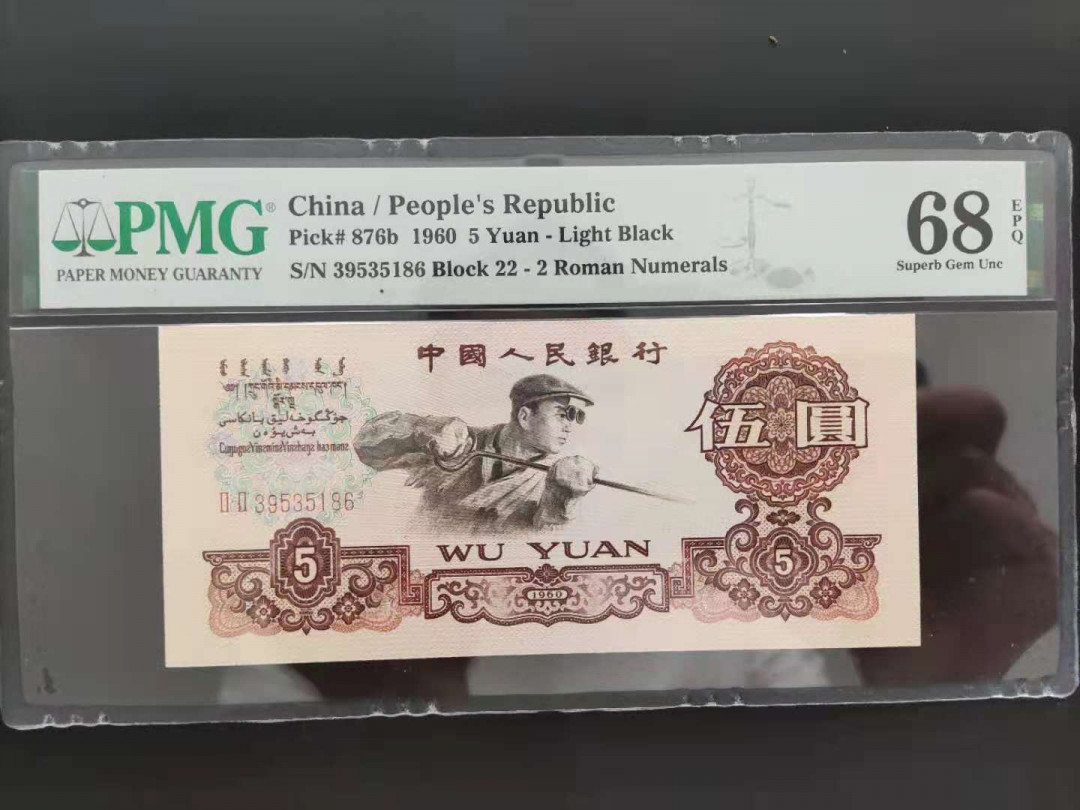 PMG®
PAPER MONEY GUARANTY
China / People's Republic
Pick# 876b 1960 5 Yuan - Light Black
S/N 39535186 Block 22 - 2 Roman Numerals
68
EPQ
Superb Gem Unc
中國人民銀行
伍圓
ⅡⅡ 39535186
5
WU YUAN
5
1960